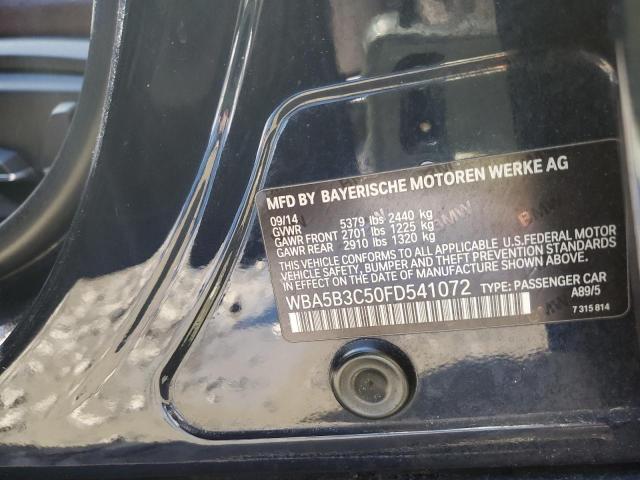 MFD BY BAYERISCHE MOTOREN WERKE AG
09/14
GVWR 5379 lbs 2440 kg
GAWR FRONT 2701 lbs 1225 kg
GAWR REAR 2910 lbs 1320 kg
THIS VEHICLE CONFORMS TO ALL APPLICABLE U.S.FEDERAL MOTOR
VEHICLE SAFETY, BUMPER AND THEFT PREVENTION STANDARDS
IN EFFECT ON THE DATE OF MANUFACTURE SHOWN ABOVE.
WBA5B3C50FD541072 TYPE: PASSENGER CAR
A89/5
7 315 814